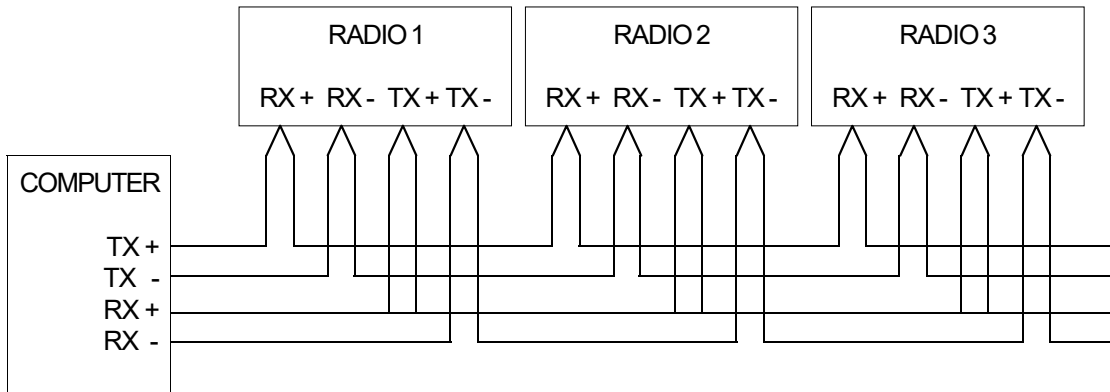 RADIO 1
RADIO 2
RADIO 3
RX + RX - TX + TX -
RX + RX - TX + TX -
RX + RX - TX + TX -
COMPUTER
TX +
TX -
RX +
RX -